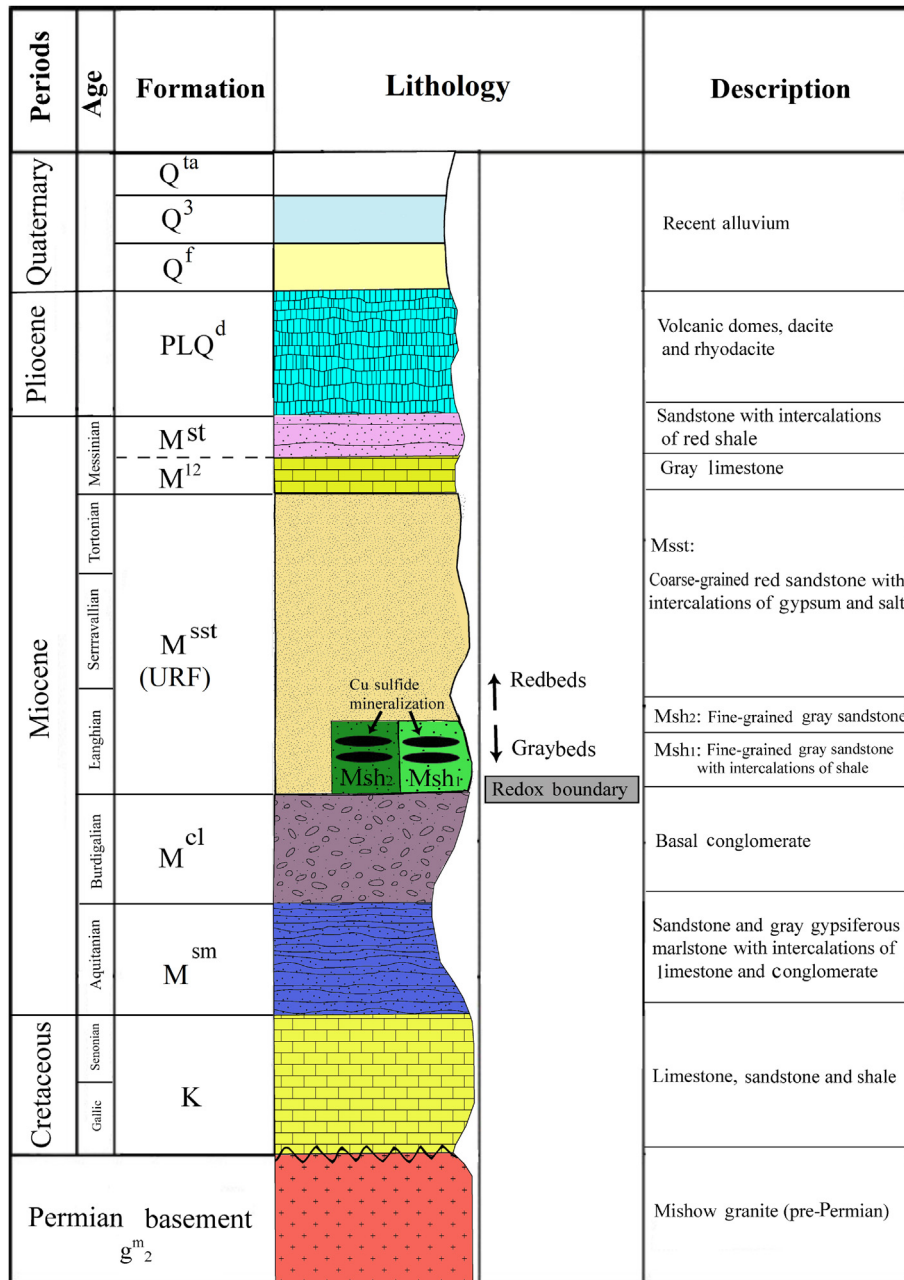 Periods
Age
Formation
Lithology
Description
Quaternary
Q^ta
Q^3
Q^f
Recent alluvium
Pliocene
PLQ^d
Volcanic domes, dacite
and rhyodacite
Miocene
Messinian
M^st
Sandstone with intercalations
of red shale
M^12
Gray limestone
Tortonian
Serrravallian
Łanghian
M^sst
(URF)
Cu sulfide
mineralization
Msh2
Msh1
Redbeds
Graybeds
Redox boundary
Msst:
Coarse-grained red sandstone with
intercalations of gypsum and salt
Msh2: Fine-grained gray sandstone
Msh1: Fine-grained gray sandstone
with intercalations of shale
Burdigalian
M^cl
Basal conglomerate
Aquitanian
M^sm
Sandstone and gray gypsiferous
marlstone with intercalations of
limestone and conglomerate
Cretaceous
Senonian
Gallic
K
Limestone, sandstone and shale
Permian basement
g^m_2
Mishow granite (pre-Permian)